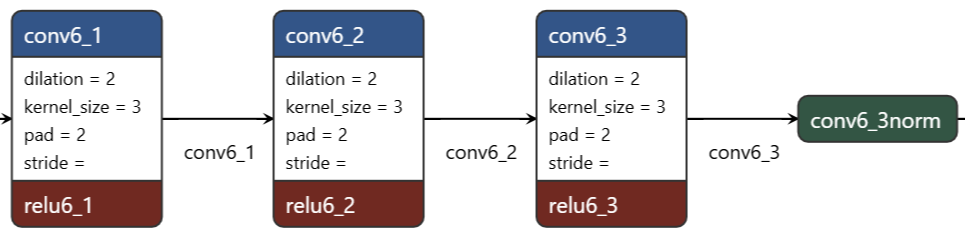 conv6_1
dilation = 2
kernel_size = 3
pad = 2
stride =
relu6_1
conv6_1
conv6_2
dilation = 2
kernel_size = 3
pad = 2
stride =
relu6_2
conv6_2
conv6_3
dilation = 2
kernel_size = 3
pad = 2
stride =
relu6_3
conv6_3
conv6_3norm